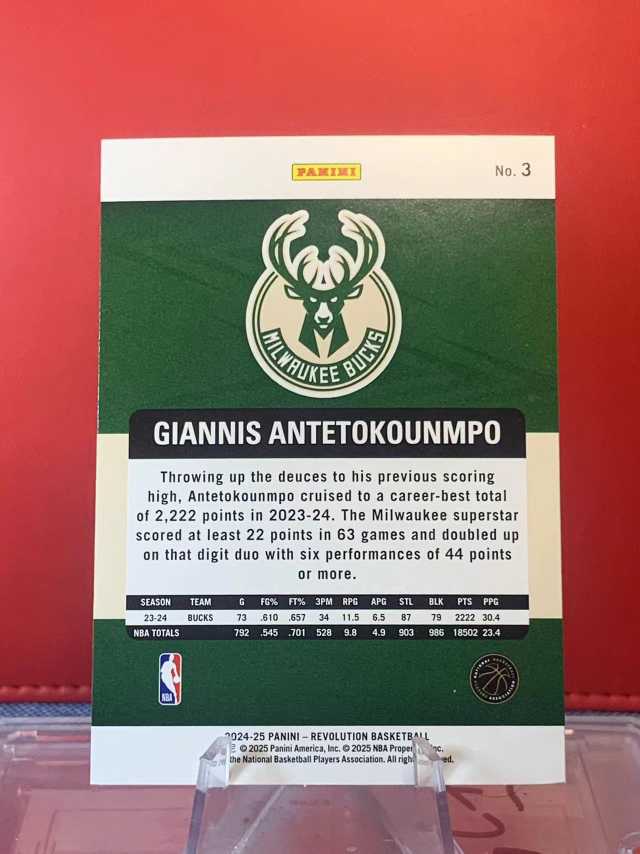 PANINI
No. 3
MILWAUKEE BUCKS
GIANNIS ANTETOKOUNMPO
Throwing up the deuces to his previous scoring
high, Antetokounmpo cruised to a career-best total
of 2,222 points in 2023-24. The Milwaukee superstar
scored at least 22 points in 63 games and doubled up
on that digit duo with six performances of 44 points
or more.
SEASON TEAM G FG% FT% 3PM RPG APG STL BLK PTS PPG
23-24 BUCKS 73 .610 .657 34 11.5 6.5 87 79 2222 30.4
NBA TOTALS 792 .545 .701 528 9.8 4.9 903 986 18502 23.4
NBA
NATIONAL BASKETBALL PLAYERS ASSOCIATION
2024-25 PANINI – REVOLUTION BASKETBALL
© 2025 Panini America, Inc. © 2025 NBA Inc.
the National Basketball Players Association. All